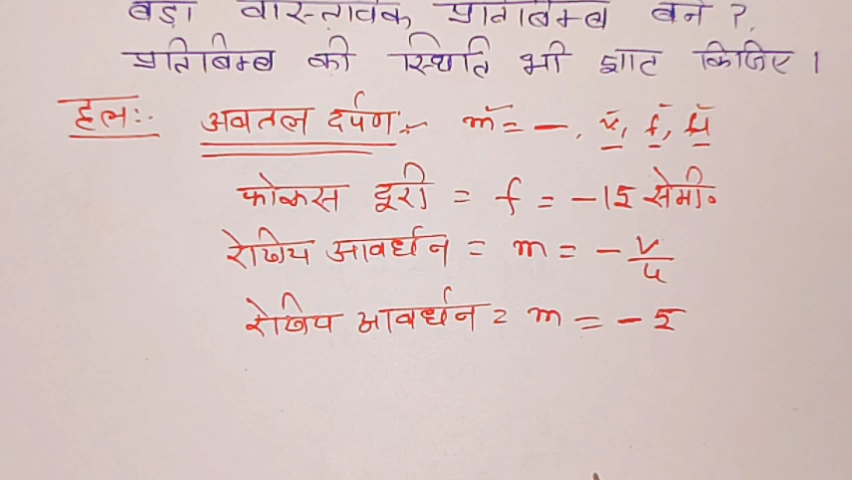 बड़ा वास्तविक प्रतिबिम्ब बने ?
प्रतिबिम्ब की स्थिति भी ज्ञात किजिए ।
हल:- अवतल दर्पण:- m = -, v, f, u
फोकस दूरी = f = -15 सेमी॰
रेखिय आवर्धन = m = - v/u
रेखिय आवर्धन = m = - 5